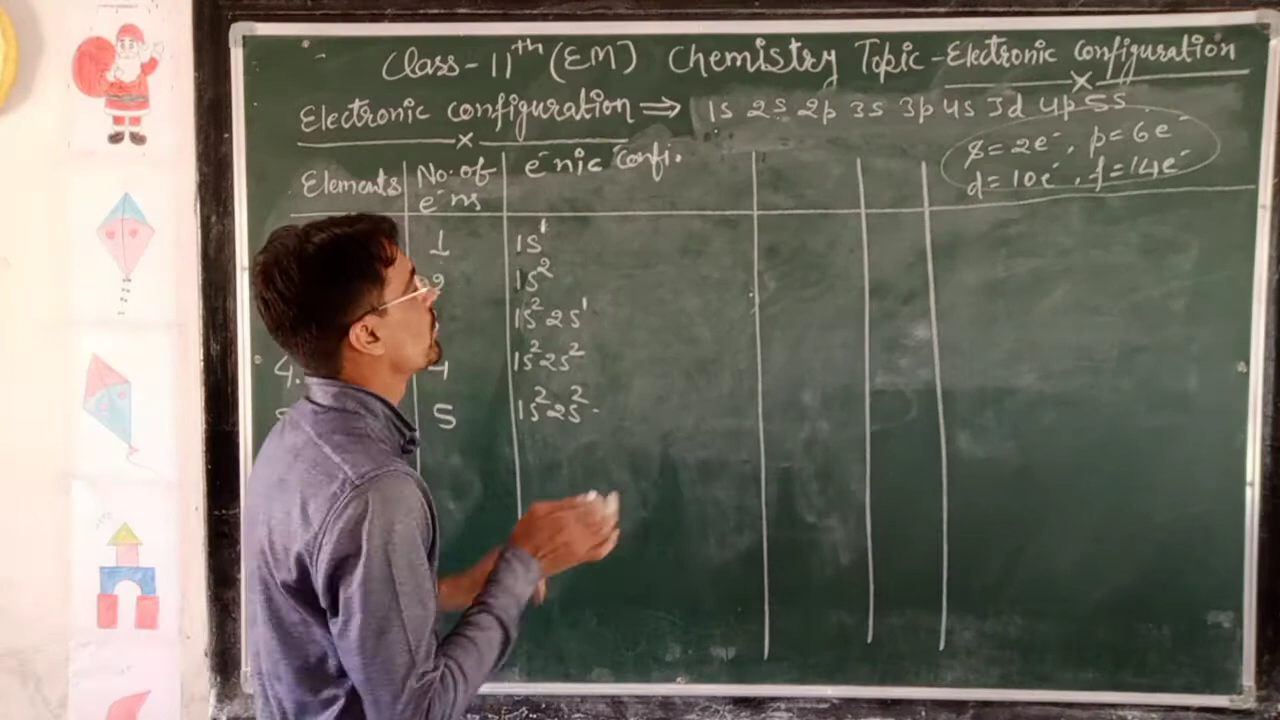 Class-11th (EM) Chemistry Topic - Electronic configuration
Electronic configuration ⇒ 1s 2s 2p 3s 3p 4s 3d 4p 5s
s=2e⁻, p=6e⁻
d=10e⁻, f=14e⁻
Elements No. of e⁻ns e⁻nic Confi.
1 1s¹
2 1s²
1s² 2s¹
4. 4 1s² 2s²
5 1s² 2s²